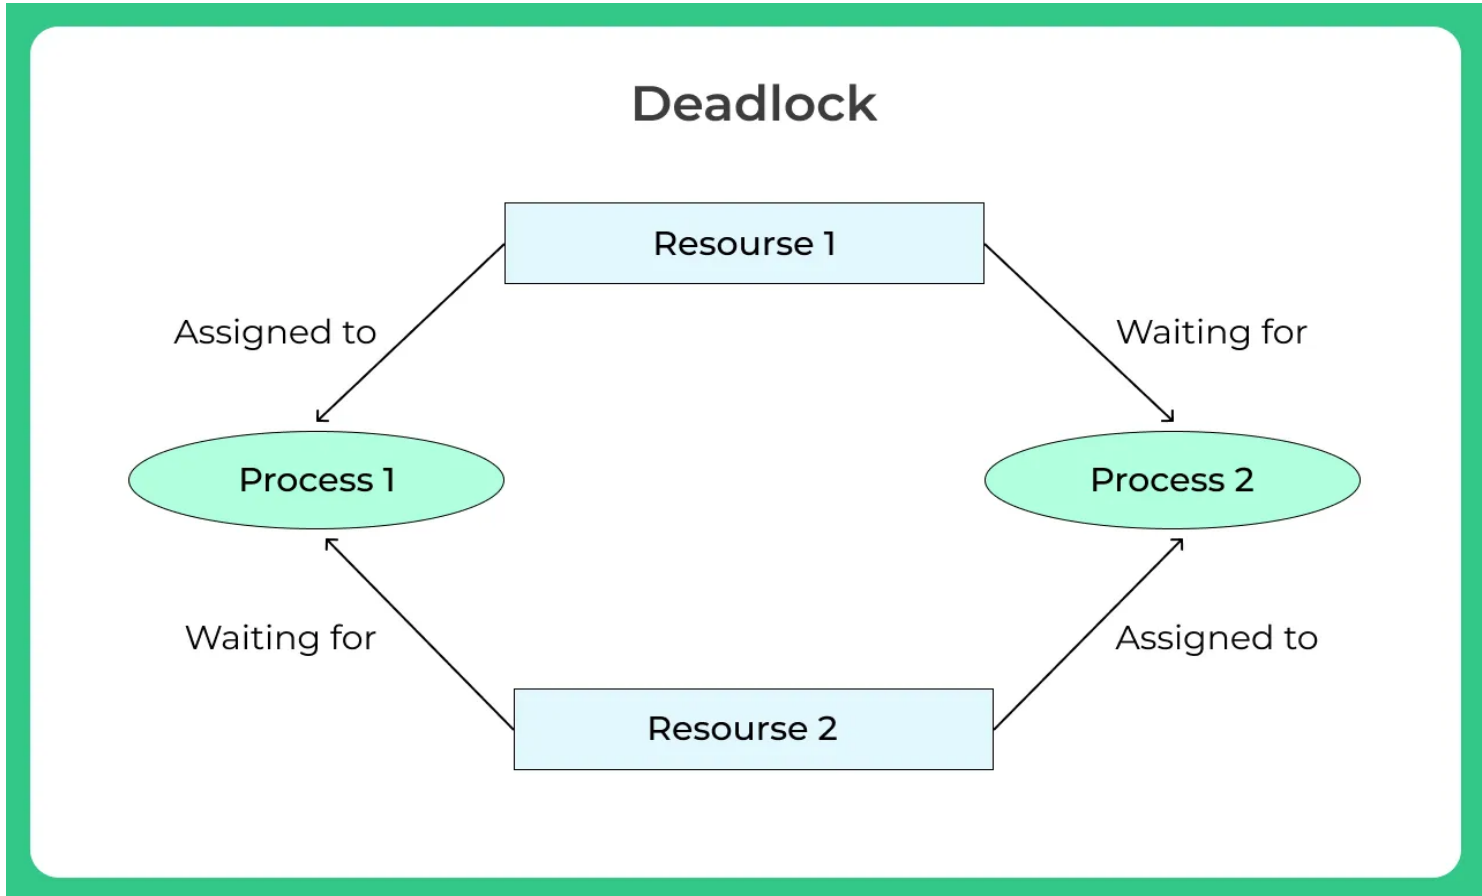 Deadlock
Resourse 1
Assigned to
Waiting for
Process 1
Process 2
Waiting for
Assigned to
Resourse 2